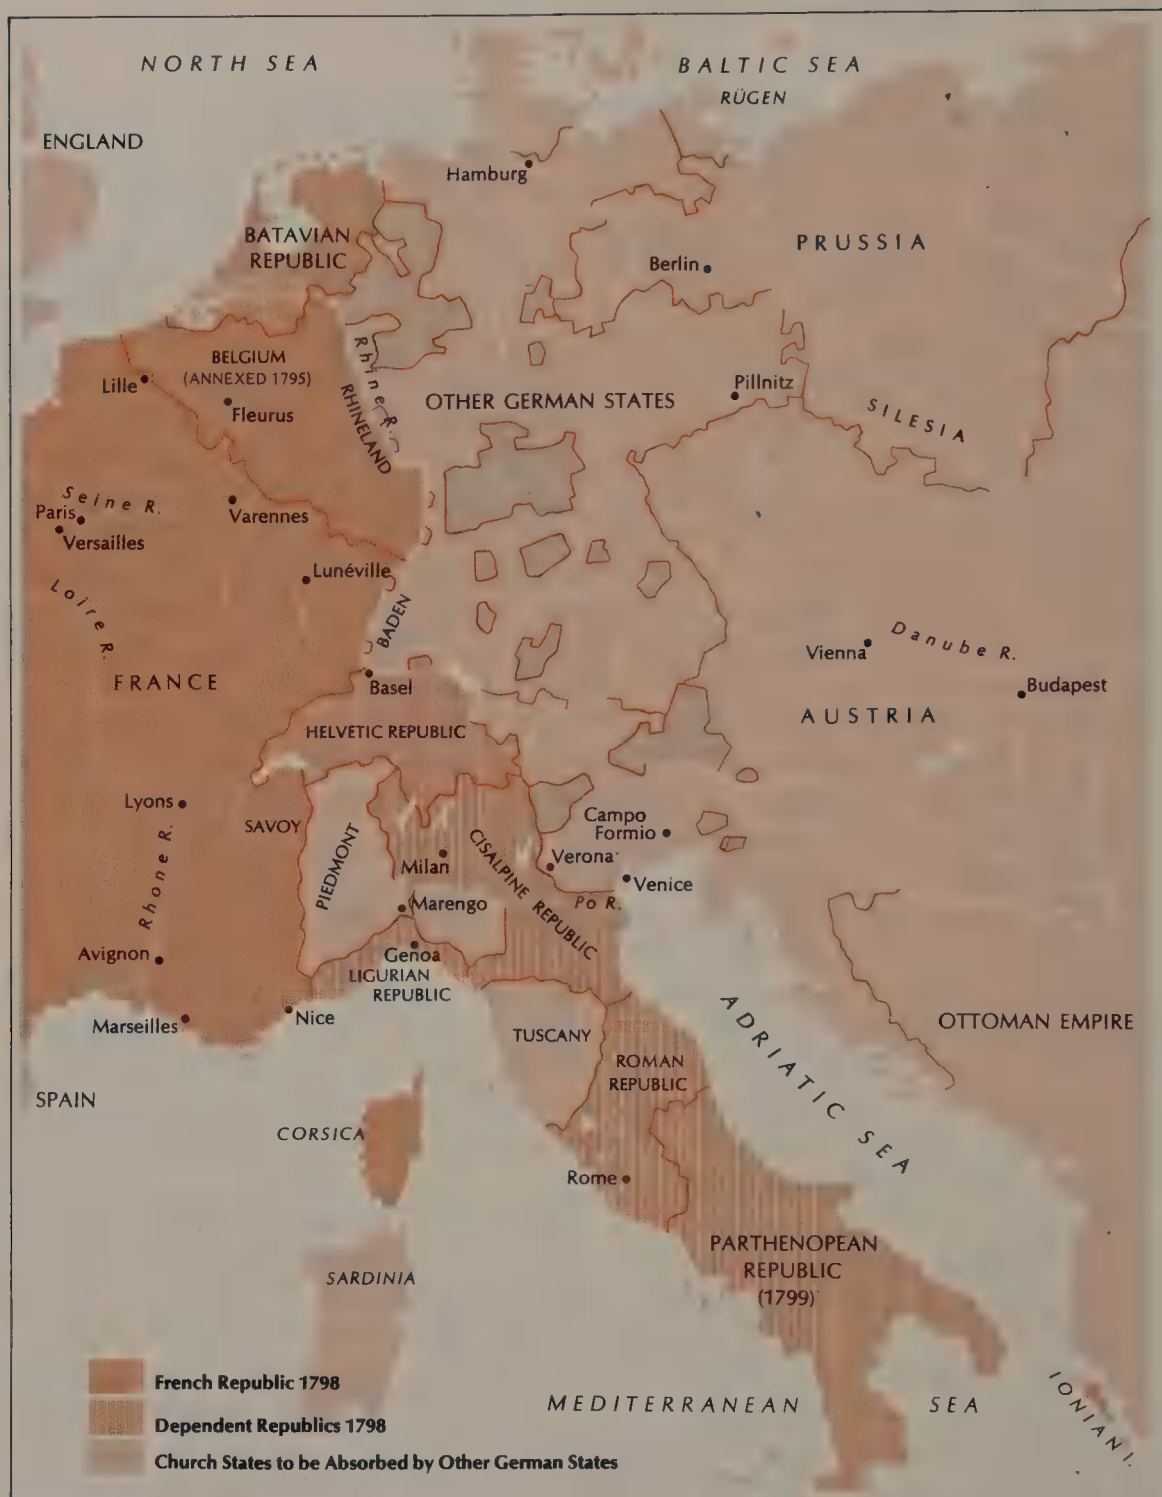 NORTH SEA
BALTIC SEA
RÜGEN
ENGLAND
Hamburg
BATAVIAN
REPUBLIC
PRUSSIA
Berlin
Rhine R.
BELGIUM
(ANNEXED 1795)
Lille
Fleurus
RHINELAND
OTHER GERMAN STATES
Pillnitz
SILESIA
Seine R.
Paris
Versailles
Varennes
Lunéville
Loire R.
BADEN
Vienna
Danube R.
Budapest
FRANCE
Basel
AUSTRIA
HELVETIC REPUBLIC
Lyons
SAVOY
Rhone R.
PIEDMONT
Milan
CISALPINE REPUBLIC
Campo
Formio
Verona
Venice
Po R.
Marengo
Avignon
Genoa
LIGURIAN
REPUBLIC
Marseilles
Nice
TUSCANY
ADRIATIC SEA
OTTOMAN EMPIRE
ROMAN
REPUBLIC
SPAIN
CORSICA
Rome
PARTHENOPEAN
REPUBLIC
(1799)
SARDINIA
French Republic 1798
Dependent Republics 1798
Church States to be Absorbed by Other German States
MEDITERRANEAN SEA
IONIAN I.